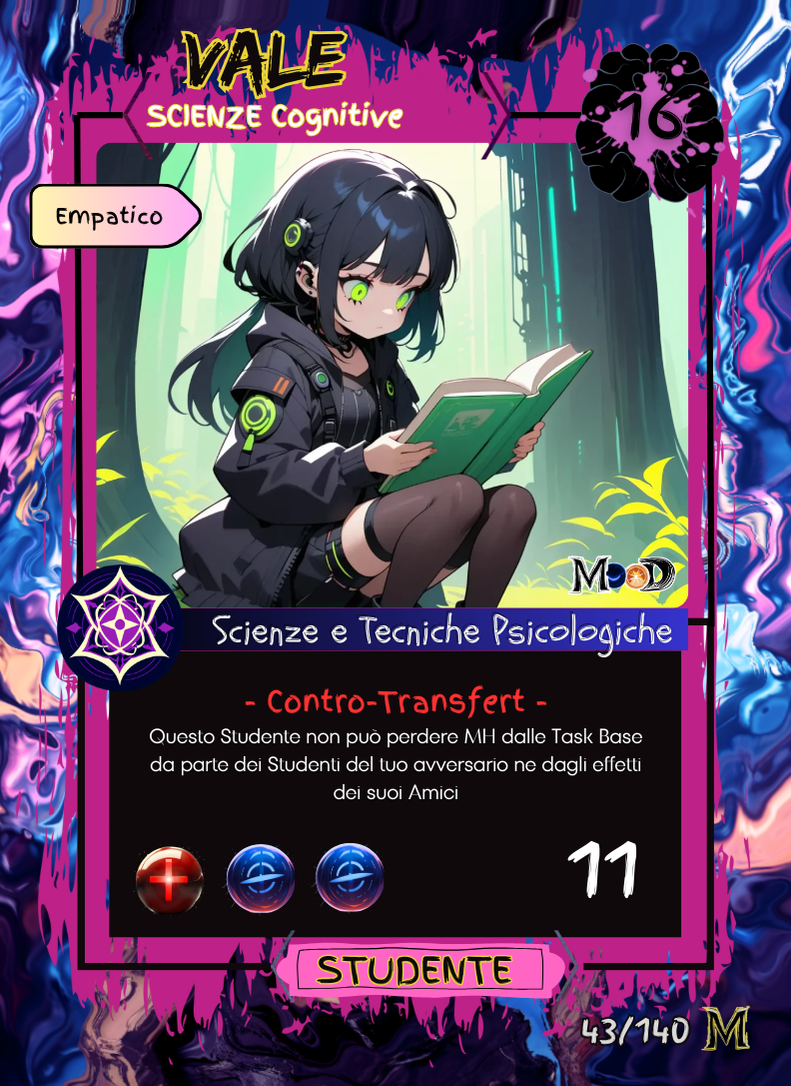 VALE
SCIENZE Cognitive
16
Empatico
MOOD
Scienze e Tecniche Psicologiche
- Contro-Transfert -
Questo Studente non può perdere MH dalle Task Base
da parte dei Studenti del tuo avversario ne dagli effetti
dei suoi Amici
11
STUDENTE
43/140 M